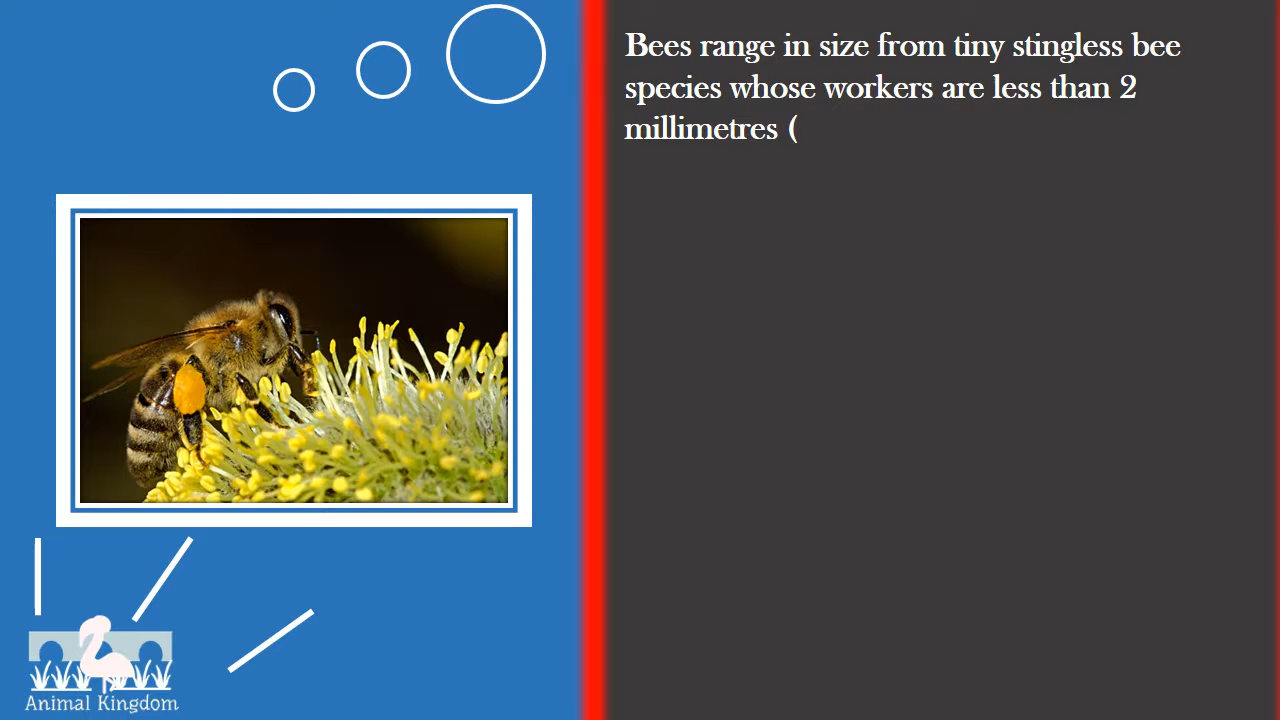 Bees range in size from tiny stingless bee
species whose workers are less than 2
millimetres (
Animal Kingdom